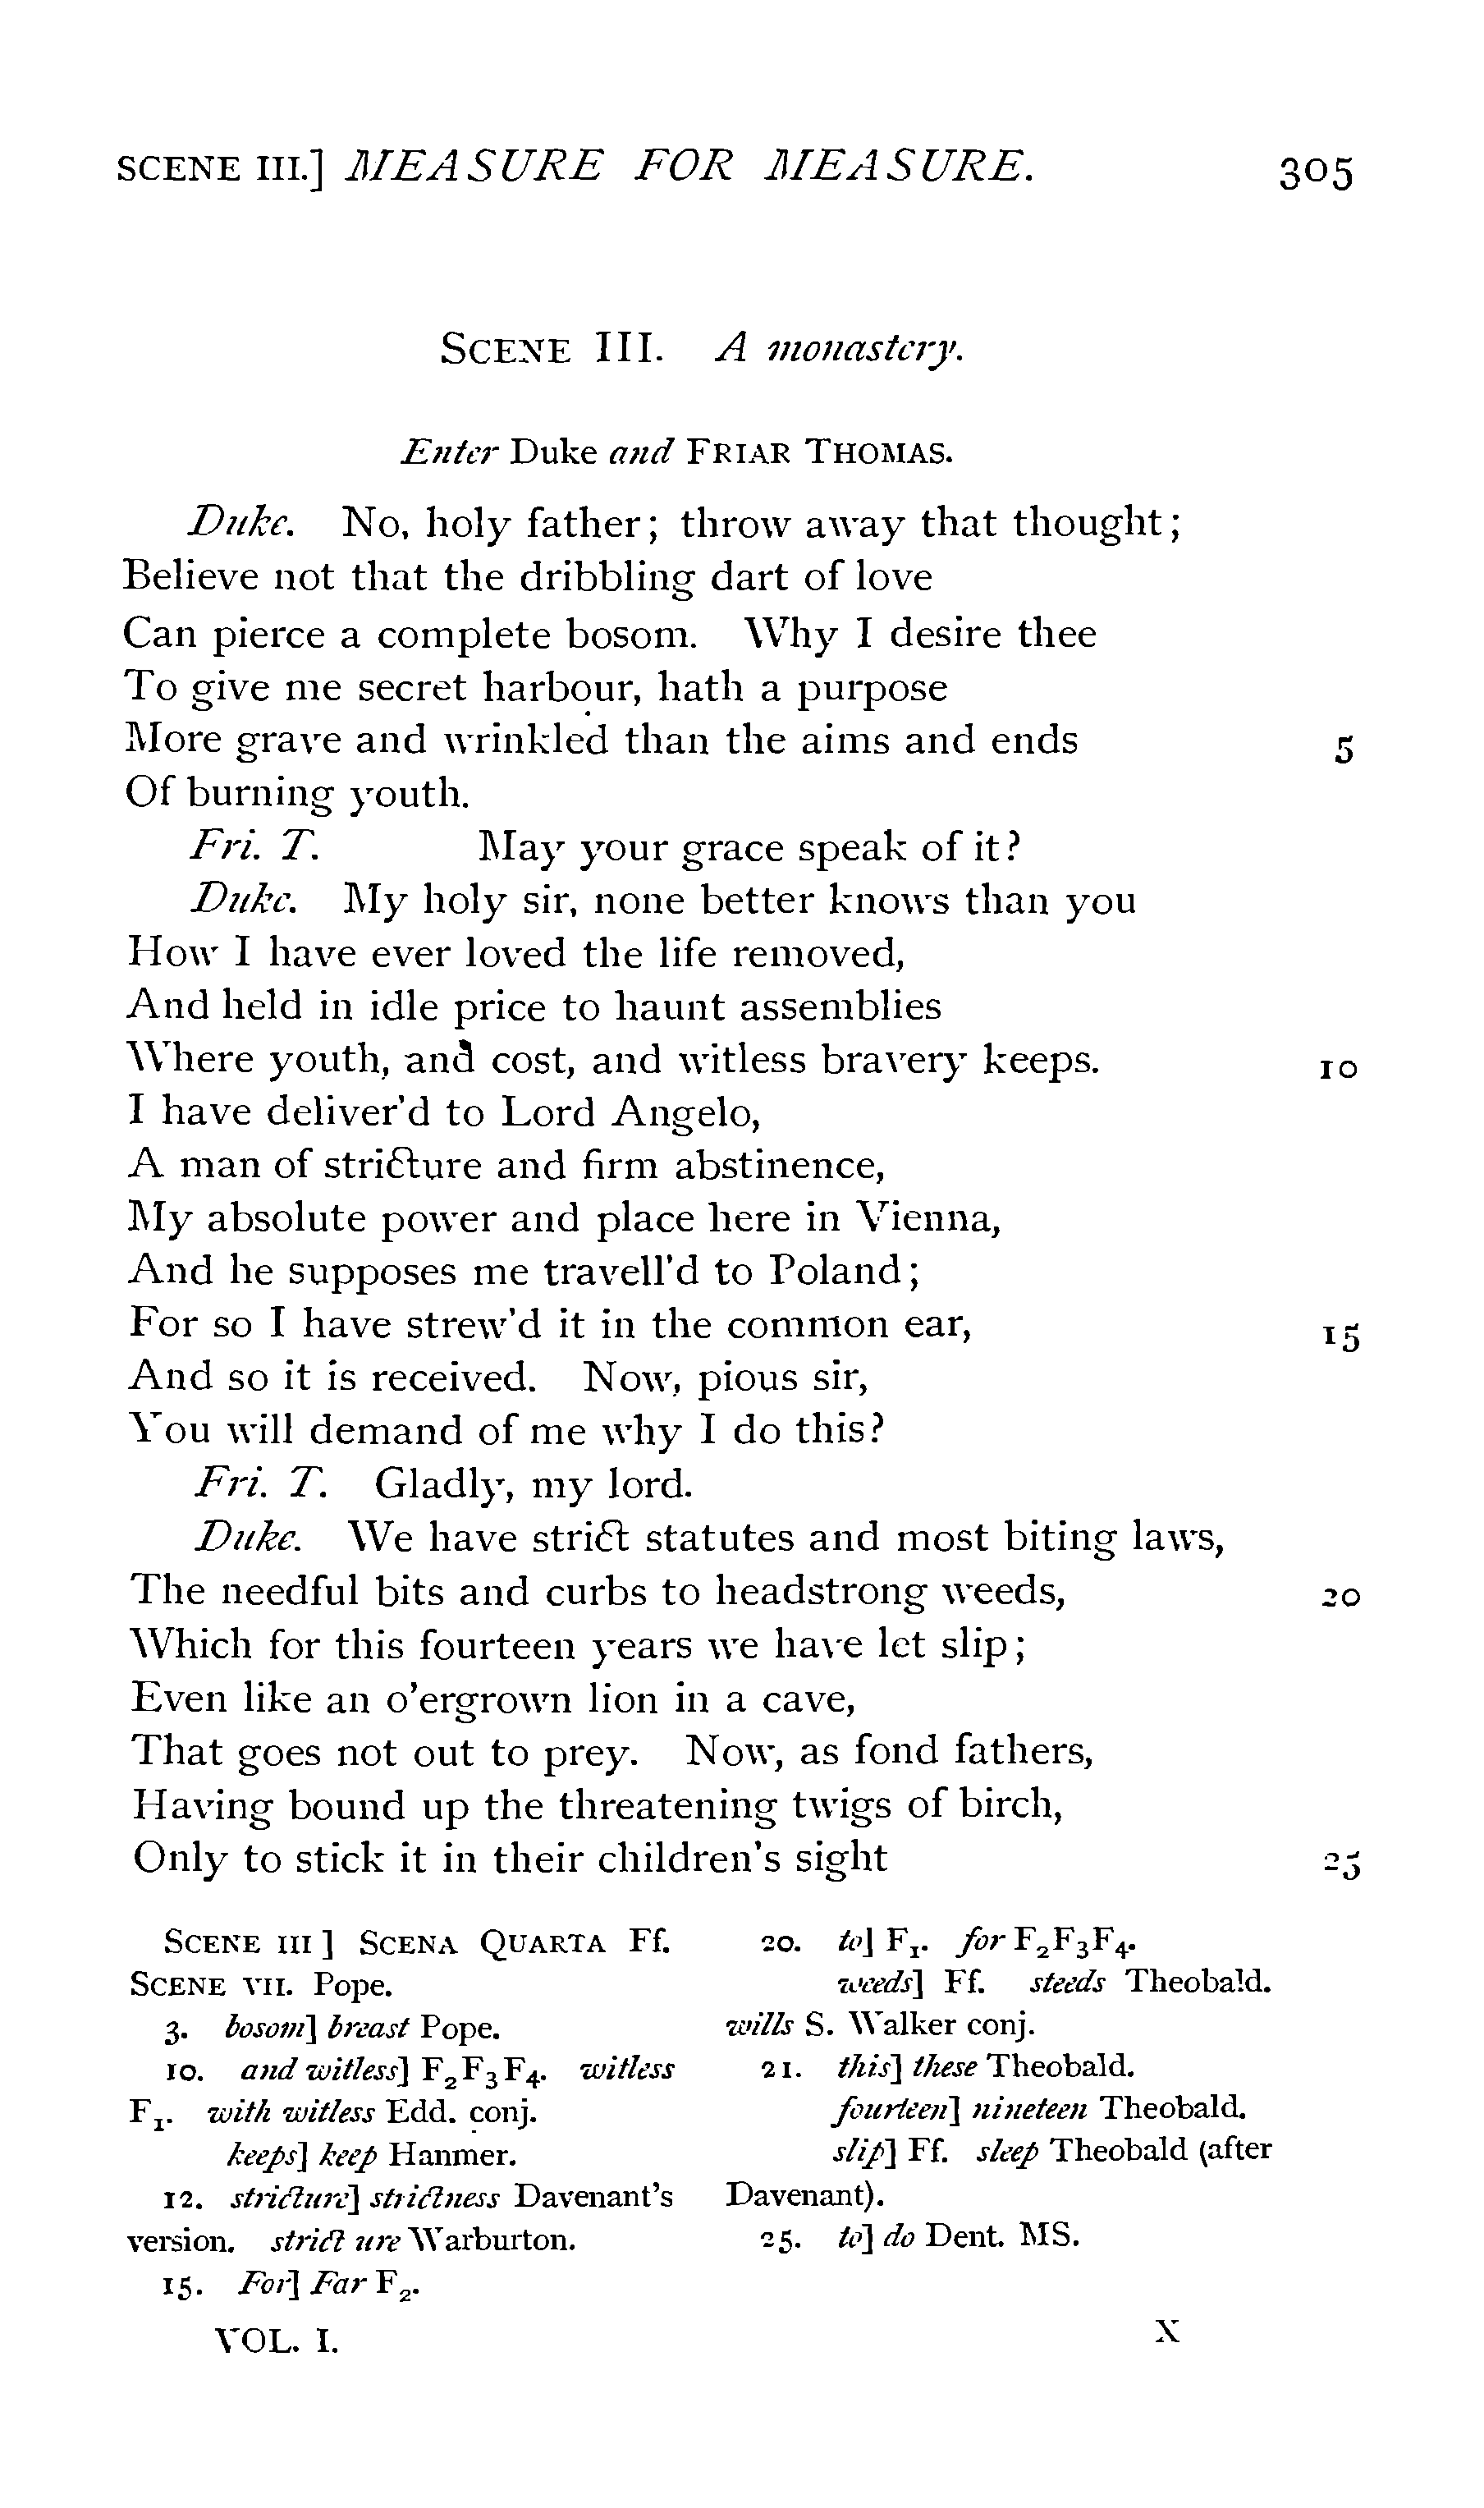 SCENE III.] MEASURE FOR MEASURE. 305
SCENE III. A monastery.
Enter Duke and FRIAR THOMAS.
Duke. No, holy father; throw away that thought;
Believe not that the dribbling dart of love
Can pierce a complete bosom. Why I desire thee
To give me secret harbour, hath a purpose
More grave and wrinkled than the aims and ends 5
Of burning youth.
Fri. T. May your grace speak of it?
Duke. My holy sir, none better knows than you
How I have ever loved the life removed,
And held in idle price to haunt assemblies
Where youth, and cost, and witless bravery keeps. 10
I have deliver'd to Lord Angelo,
A man of stricture and firm abstinence,
My absolute power and place here in Vienna,
And he supposes me travell'd to Poland;
For so I have strew'd it in the common ear, 15
And so it is received. Now, pious sir,
You will demand of me why I do this?
Fri. T. Gladly, my lord.
Duke. We have strict statutes and most biting laws,
The needful bits and curbs to headstrong weeds, 20
Which for this fourteen years we have let slip;
Even like an o'ergrown lion in a cave,
That goes not out to prey. Now, as fond fathers,
Having bound up the threatening twigs of birch,
Only to stick it in their children's sight 25
SCENE III] SCENA QUARTA Ff.
SCENE VII. Pope.
3. bosom] breast Pope.
10. and witless] F2F3F4. witless
F1. with witless Edd. conj.
keeps] keep Hanmer.
12. stricture] strictness Davenant's
version. strict ure Warburton.
15. For] Far F2.
20. to] F1. for F2F3F4.
weeds] Ff. steeds Theobald.
wills S. Walker conj.
21. this] these Theobald.
fourteen] nineteen Theobald.
slip] Ff. sleep Theobald (after
Davenant).
25. to] do Dent. MS.
VOL. I. X